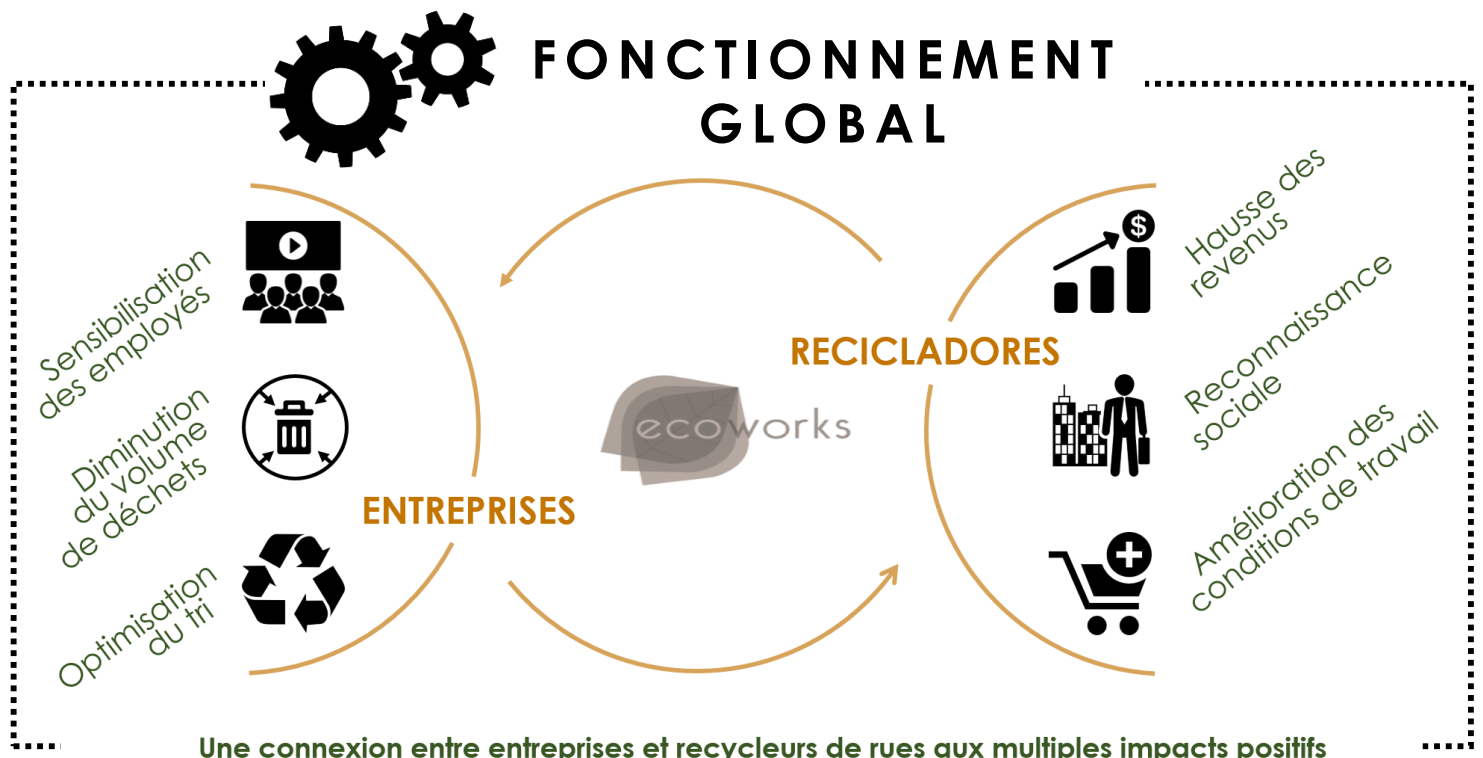 FONCTIONNEMENT
GLOBAL
Sensibilisation
des employés
Diminution
du volume
de déchets
Optimisation
du tri
ENTREPRISES
ecoworks
RECICLADORES
$
Hausse des
revenus
Reconnaissance
sociale
Amélioration des
conditions de travail
Une connexion entre entreprises et recycleurs de rues aux multiples impacts positifs